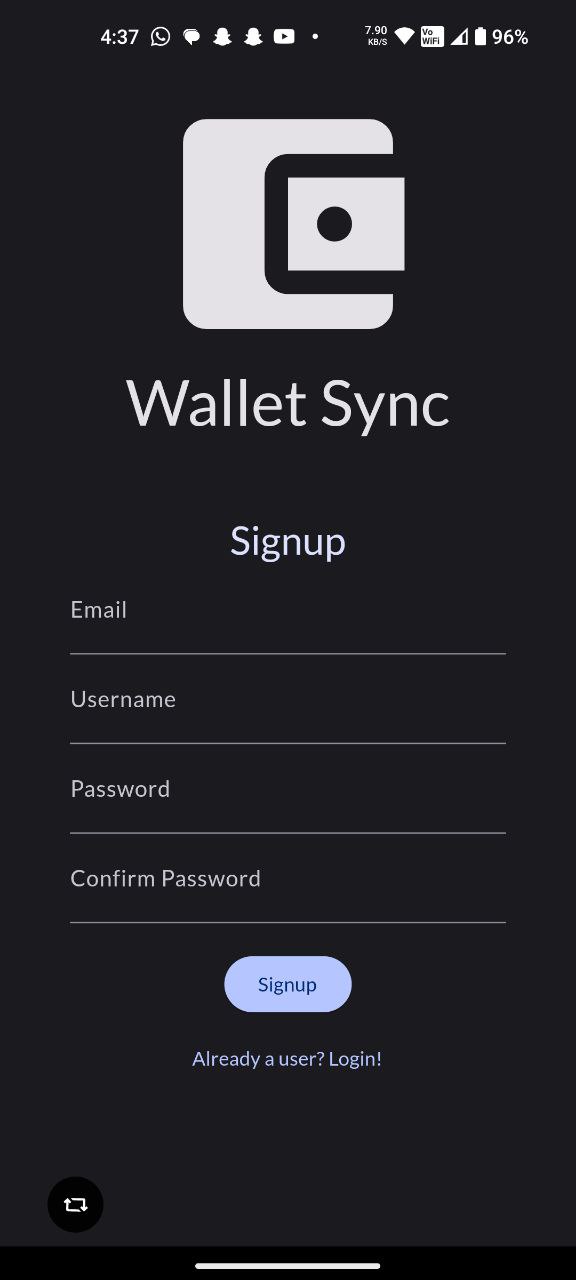 4:37 7.90 KB/S Vo WiFi 96%
Wallet Sync
Signup
Email
Username
Password
Confirm Password
Signup
Already a user? Login!